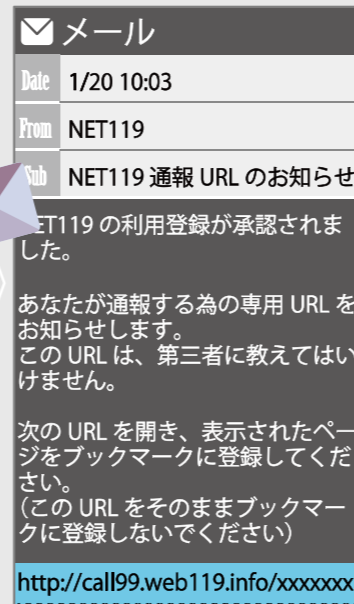 メール
Date 1/20 10:03
From NET119
Sub NET119 通報 URL のお知らせ
NET119 の利用登録が承認されま
した。
あなたが通報する為の専用 URL を
お知らせします。
この URL は、第三者に教えてはい
けません。
次の URL を開き、表示されたペー
ジをブックマークに登録してくだ
さい。
（この URL をそのままブックマー
クに登録しないでください）
http://call99.web119.info/xxxxxxx